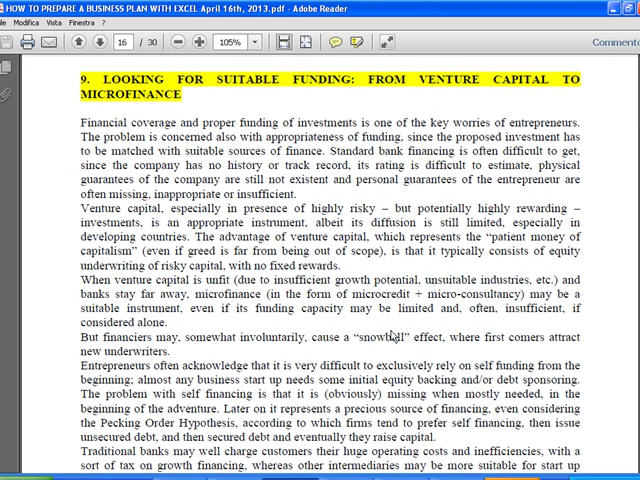 HOW TO PREPARE A BUSINESS PLAN WITH EXCEL April 16th, 2013.pdf - Adobe Reader
Modifica Vista Finestra ?
16 / 30 105% Commento
9. LOOKING FOR SUITABLE FUNDING: FROM VENTURE CAPITAL TO
MICROFINANCE
Financial coverage and proper funding of investments is one of the key worries of entrepreneurs.
The problem is concerned also with appropriateness of funding, since the proposed investment has
to be matched with suitable sources of finance. Standard bank financing is often difficult to get,
since the company has no history or track record, its rating is difficult to estimate, physical
guarantees of the company are still not existent and personal guarantees of the entrepreneur are
often missing, inappropriate or insufficient.
Venture capital, especially in presence of highly risky – but potentially highly rewarding –
investments, is an appropriate instrument, albeit its diffusion is still limited, especially in
developing countries. The advantage of venture capital, which represents the “patient money of
capitalism” (even if greed is far from being out of scope), is that it typically consists of equity
underwriting of risky capital, with no fixed rewards.
When venture capital is unfit (due to insufficient growth potential, unsuitable industries, etc.) and
banks stay far away, microfinance (in the form of microcredit + micro-consultancy) may be a
suitable instrument, even if its funding capacity may be limited and, often, insufficient, if
considered alone.
But financiers may, somewhat involuntarily, cause a “snowball” effect, where first comers attract
new underwriters.
Entrepreneurs often acknowledge that it is very difficult to exclusively rely on self funding from the
beginning; almost any business start up needs some initial equity backing and/or debt sponsoring.
The problem with self financing is that it is (obviously) missing when mostly needed, in the
beginning of the adventure. Later on it represents a precious source of financing, even considering
the Pecking Order Hypothesis, according to which firms tend to prefer self financing, then issue
unsecured debt, and then secured debt and eventually they raise capital.
Traditional banks may well charge customers their huge operating costs and inefficiencies, with a
sort of tax on growth financing, whereas other intermediaries may be more suitable for start up